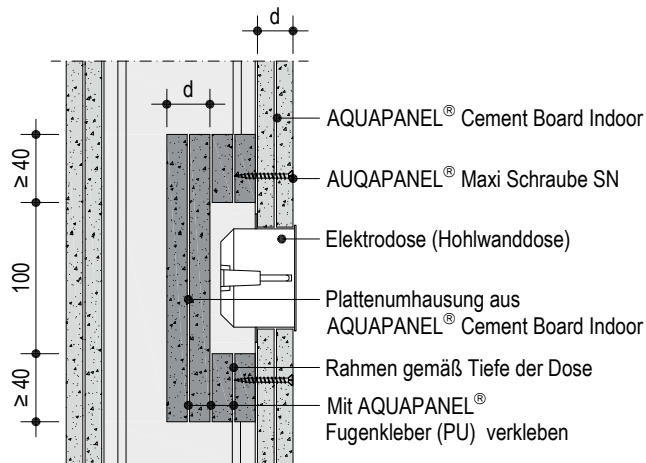 d
d
AQUAPANEL® Cement Board Indoor
≥ 40
AUQAPANEL® Maxi Schraube SN
Elektrodose (Hohlwanddose)
100
Plattenumhausung aus
AQUAPANEL® Cement Board Indoor
Rahmen gemäß Tiefe der Dose
≥ 40
Mit AQUAPANEL®
Fugenkleber (PU) verkleben